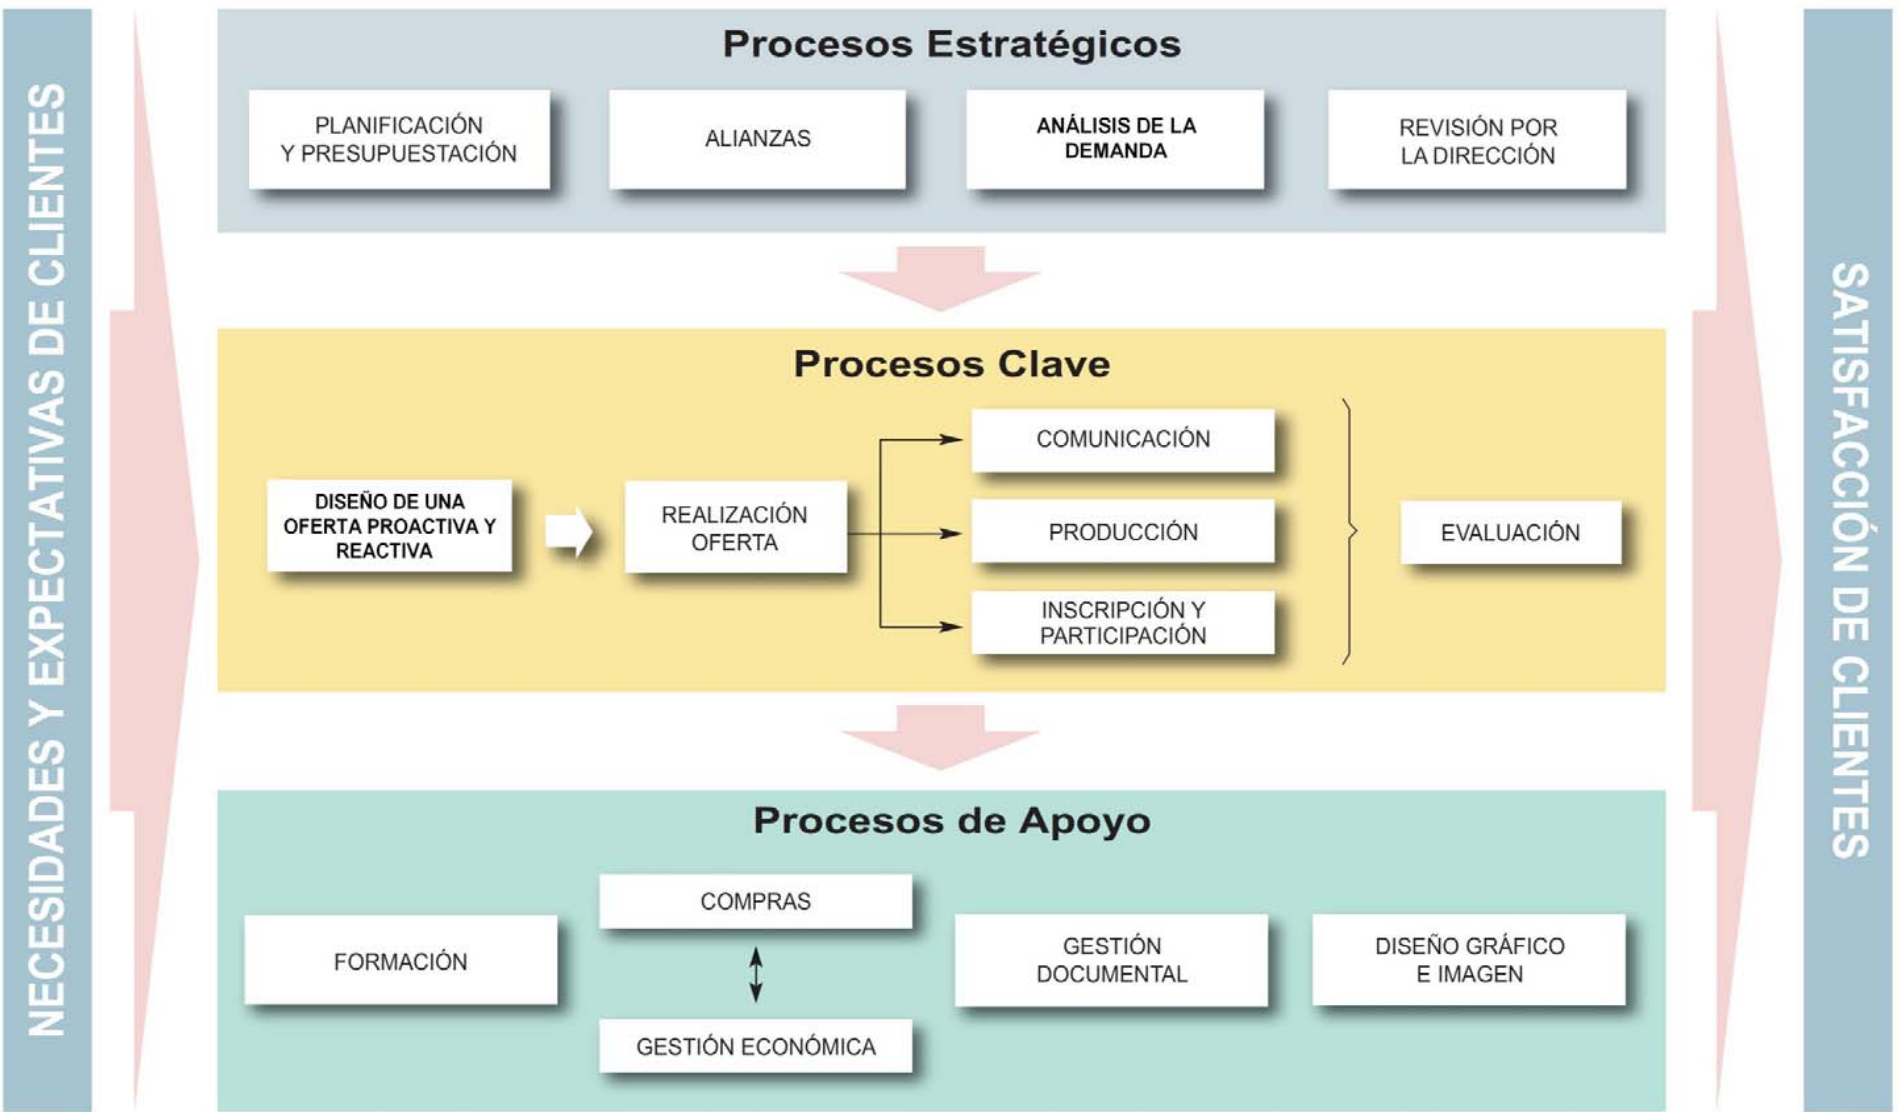 NECESIDADES Y EXPECTATIVAS DE CLIENTES
Procesos Estratégicos
PLANIFICACIÓN
Y PRESUPUESTACIÓN
ALIANZAS
ANÁLISIS DE LA
DEMANDA
REVISIÓN POR
LA DIRECCIÓN
Procesos Clave
DISEÑO DE UNA
OFERTA PROACTIVA Y
REACTIVA
REALIZACIÓN
OFERTA
COMUNICACIÓN
PRODUCCIÓN
INSCRIPCIÓN Y
PARTICIPACIÓN
EVALUACIÓN
Procesos de Apoyo
FORMACIÓN
COMPRAS
GESTIÓN ECONÓMICA
GESTIÓN
DOCUMENTAL
DISEÑO GRÁFICO
E IMAGEN
SATISFACCIÓN DE CLIENTES